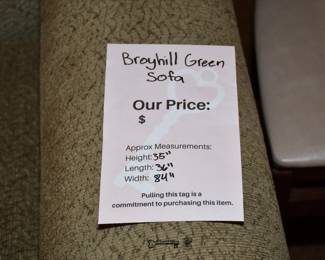 Broyhill Green
Sofa
Our Price:
$
Approx Measurements:
Height: 35"
Length: 36"
Width: 84"
Pulling this tag is a
commitment to purchasing this item.